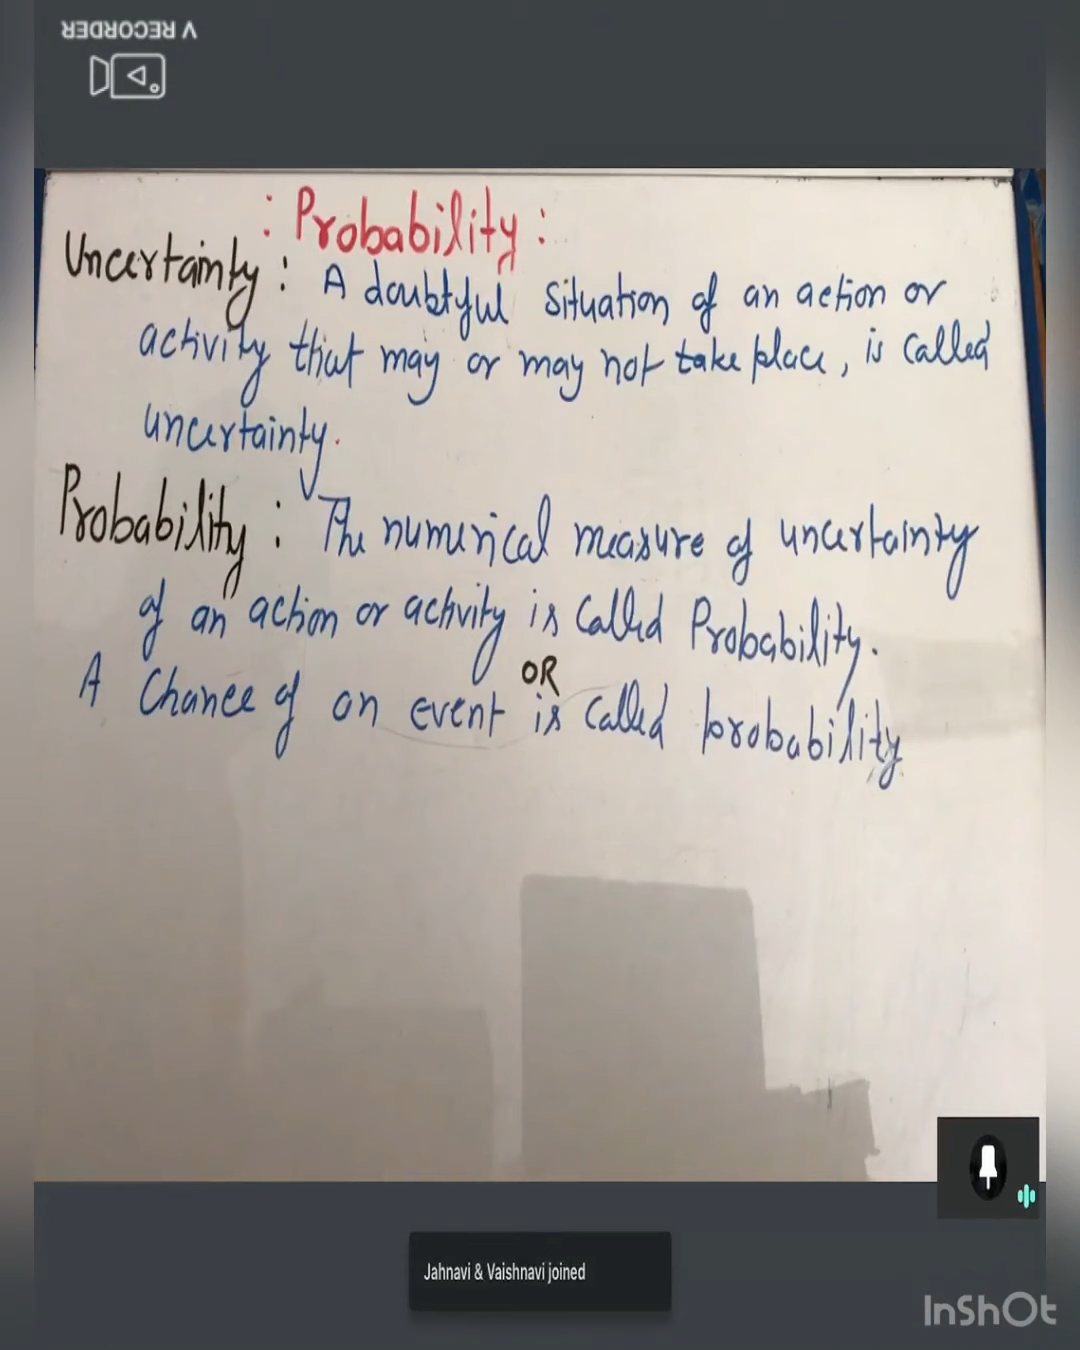 V RECORDER
: Probability :
Uncertainty : A doubtful situation of an action or
activity that may or may not take place, is called
uncertainty.
Probability : The numerical measure of uncertainty
of an action or activity is called Probability.
OR
A Chance of an event is called probability
Jahnavi & Vaishnavi joined
InShOt